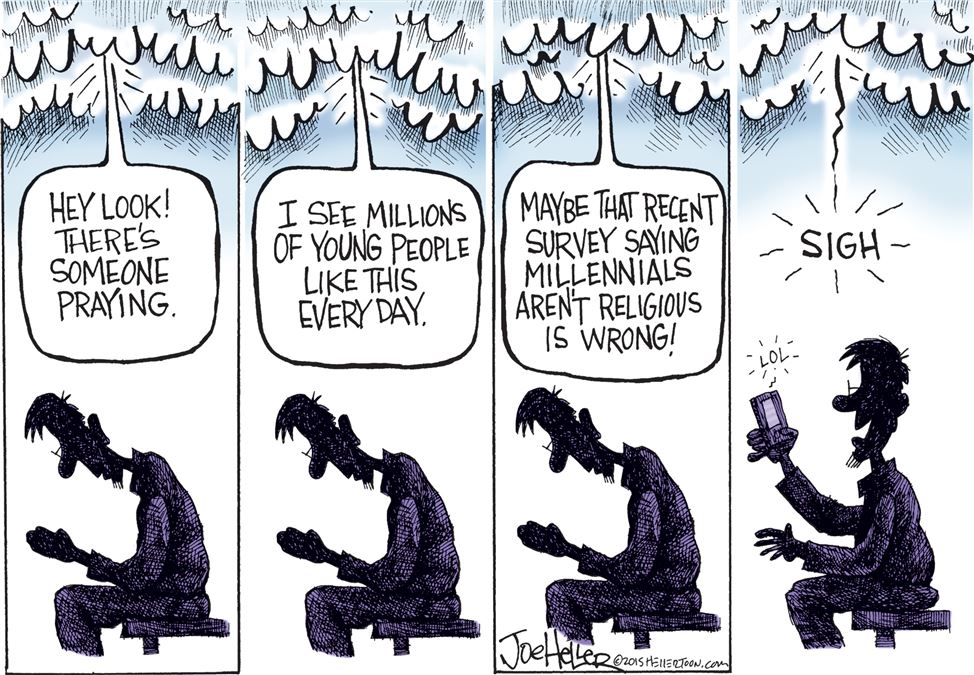 HEY LOOK!
THERE'S
SOMEONE
PRAYING.
I SEE MILLIONS
OF YOUNG PEOPLE
LIKE THIS
EVERY DAY.
MAYBE THAT RECENT
SURVEY SAYING
MILLENNIALS
AREN'T RELIGIOUS
IS WRONG!
SIGH
LOL
JOE HELLER ©2015 HELLERTOON.com